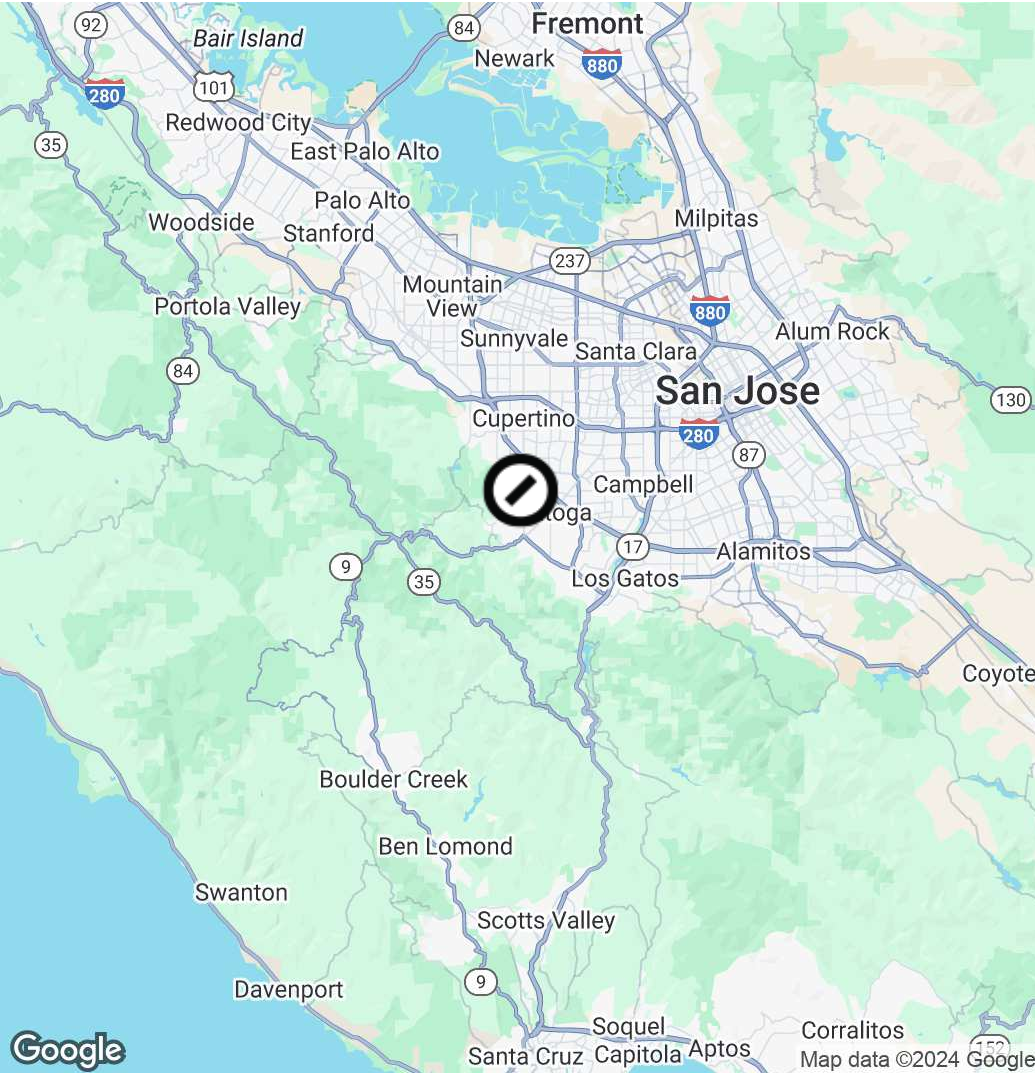 Fremont
92
84
Bair Island
Newark
880
101
280
Redwood City
35
East Palo Alto
Palo Alto
Milpitas
Woodside
Stanford
237
Mountain
View
Portola Valley
880
Alum Rock
Sunnyvale
Santa Clara
84
San Jose
130
Cupertino
280
87
Campbell
toga
17
Alamitos
9
35
Los Gatos
Coyote
Boulder Creek
Ben Lomond
Swanton
Scotts Valley
9
Davenport
Soquel
Corralitos
Google
Santa Cruz
Capitola
Aptos
152
Map data ©2024 Google